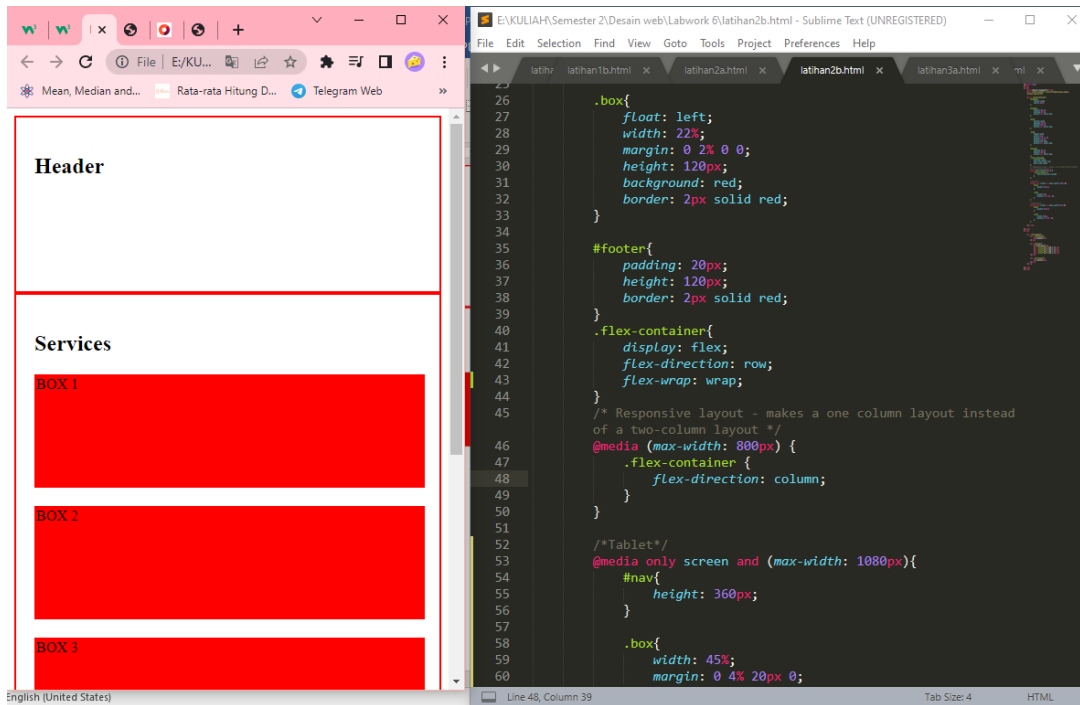 File
E:/KU...
Mean, Median and...
Rata-rata Hitung D...
Telegram Web
»
Header
Services
BOX 1
BOX 2
BOX 3
English (United States)
E:\KULIAH\Semester 2\Desain web\Labwork 6\latihan2b.html - Sublime Text (UNREGISTERED)
File Edit Selection Find View Goto Tools Project Preferences Help
latiha latihan1b.html × latihan2a.html × latihan2b.html × latihan3a.html × ml ×
25
26 .box{
27 float: left;
28 width: 22%;
29 margin: 0 2% 0 0;
30 height: 120px;
31 background: red;
32 border: 2px solid red;
33 }
34
35 #footer{
36 padding: 20px;
37 height: 120px;
38 border: 2px solid red;
39 }
40 .flex-container{
41 display: flex;
42 flex-direction: row;
43 flex-wrap: wrap;
44 }
45 /* Responsive layout - makes a one column layout instead
of a two-column layout */
46 @media (max-width: 800px) {
47 .flex-container {
48 flex-direction: column;
49 }
50 }
51
52 /*Tablet*/
53 @media only screen and (max-width: 1080px){
54 #nav{
55 height: 360px;
56 }
57
58 .box{
59 width: 45%;
60 margin: 0 4% 20px 0;
Line 48, Column 39
Tab Size: 4
HTML